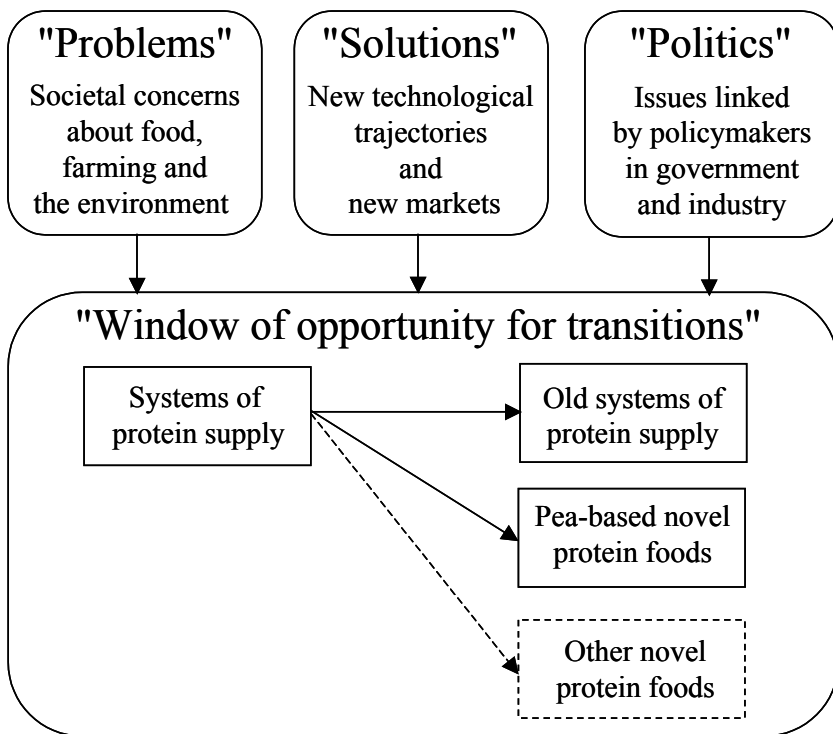 "Problems"
Societal concerns
about food,
farming and
the environment
"Solutions"
New technological
trajectories
and
new markets
"Politics"
Issues linked
by policymakers
in government
and industry
"Window of opportunity for transitions"
Systems of
protein supply
Old systems of
protein supply
Pea-based novel
protein foods
Other novel
protein foods